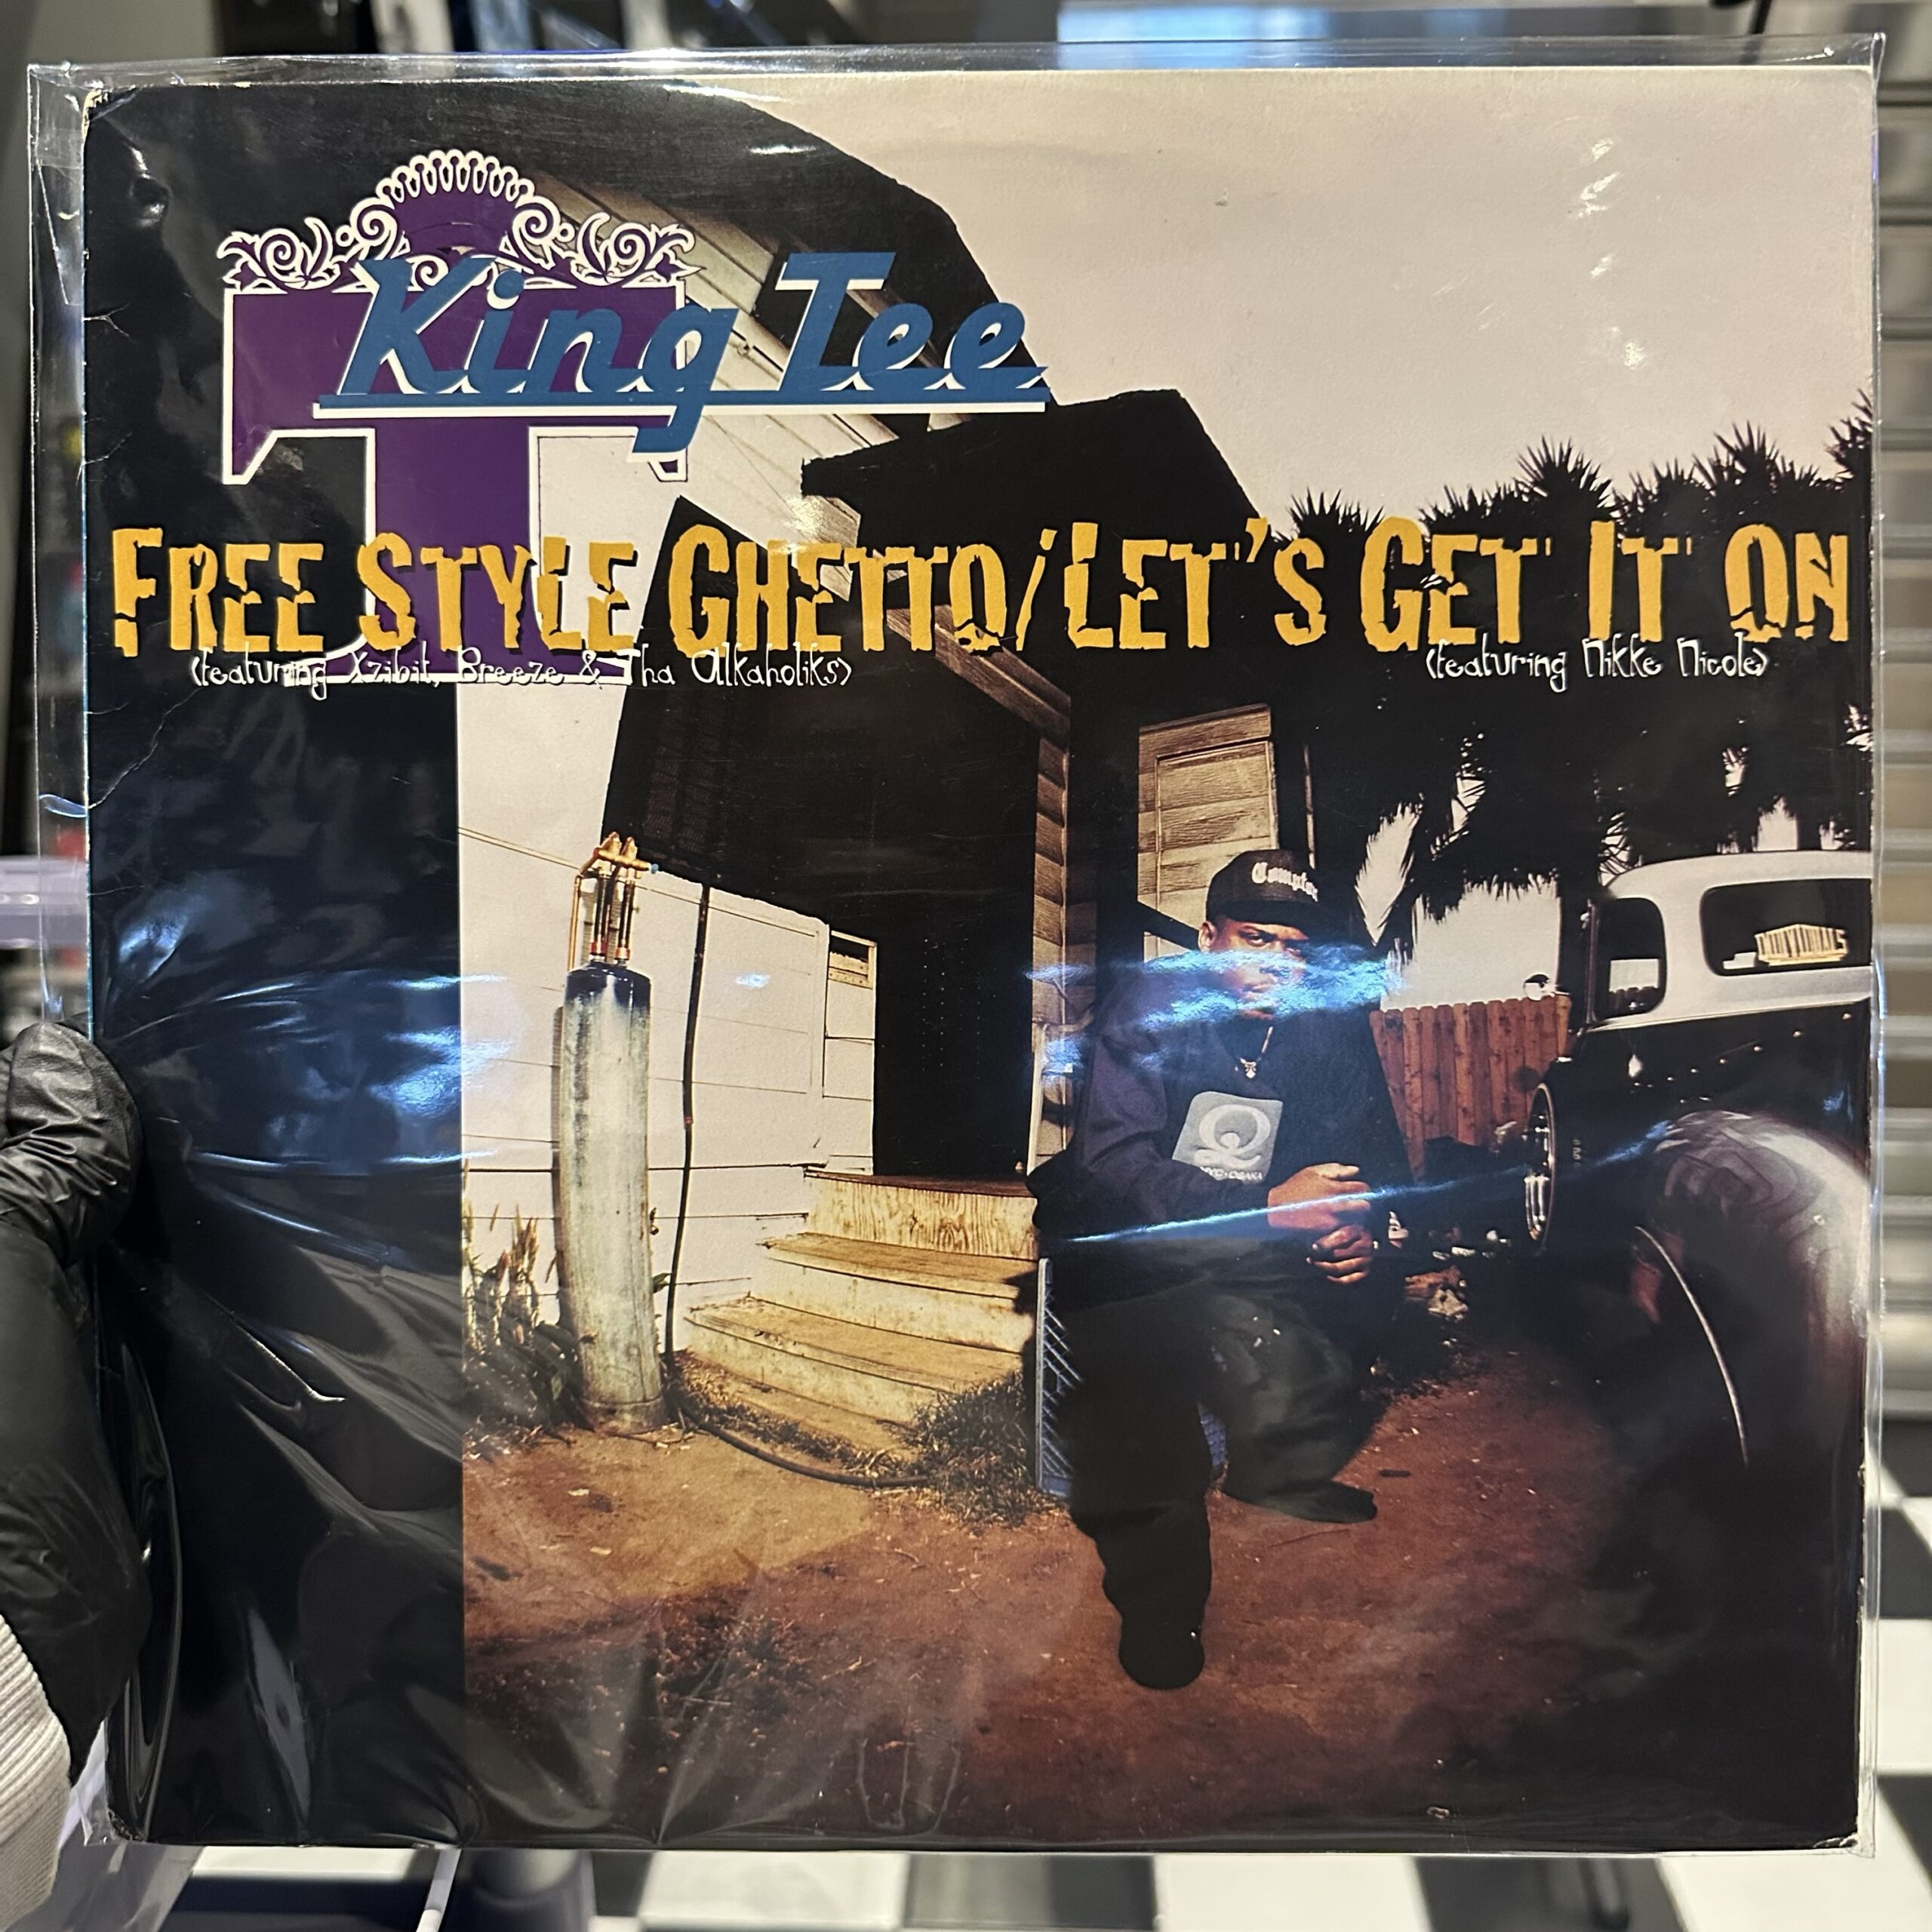 King Tee
FREE STYLE GHETTO/LET'S GET IT ON
(featuring Xzibit, Breeze & Tha Alkaholiks)
(featuring Nikke Nicole)
Compton